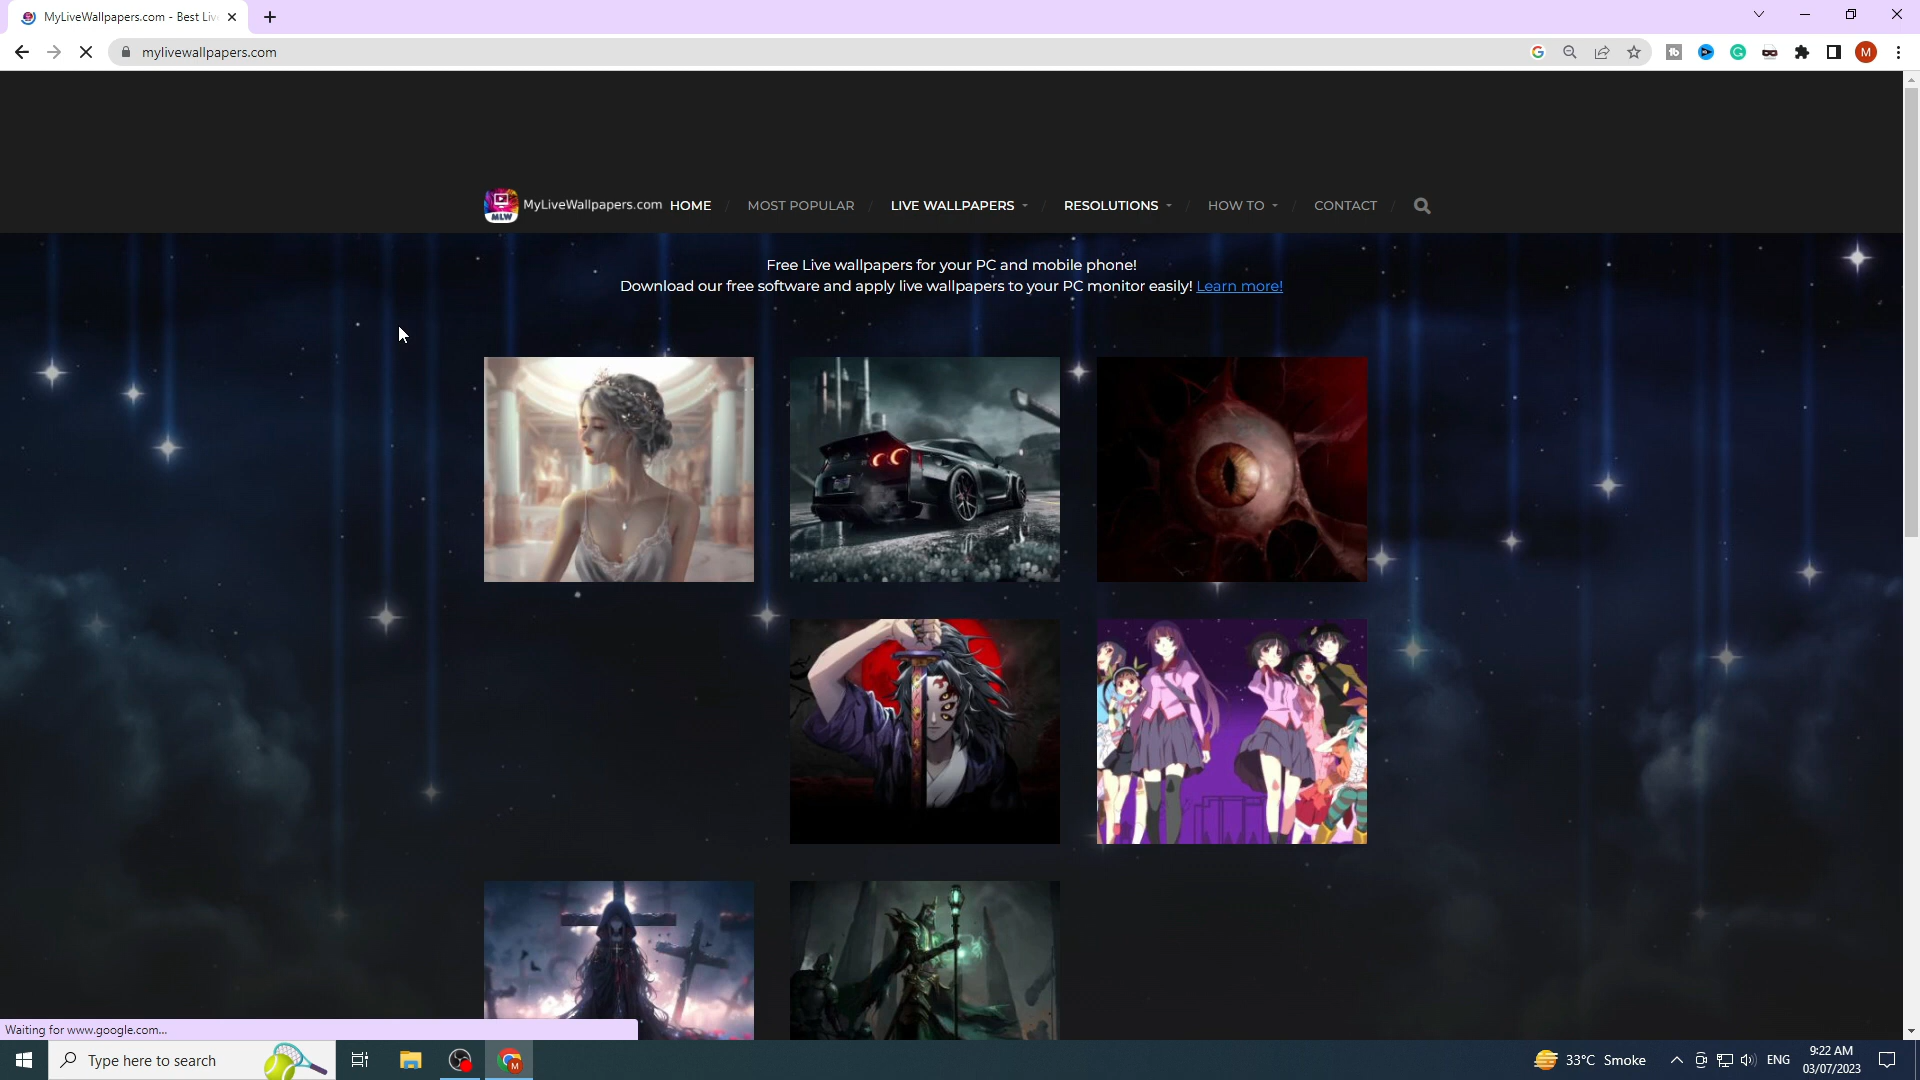 MyLiveWallpapers.com - Best Liv
mylivewallpapers.com
M
MLW
MyLiveWallpapers.com HOME / MOST POPULAR / LIVE WALLPAPERS / RESOLUTIONS / HOW TO / CONTACT /
Free Live wallpapers for your PC and mobile phone!
Download our free software and apply live wallpapers to your PC monitor easily! Learn more!
Waiting for www.google.com...
Type here to search
33°C Smoke
ENG
9:22 AM
03/07/2023